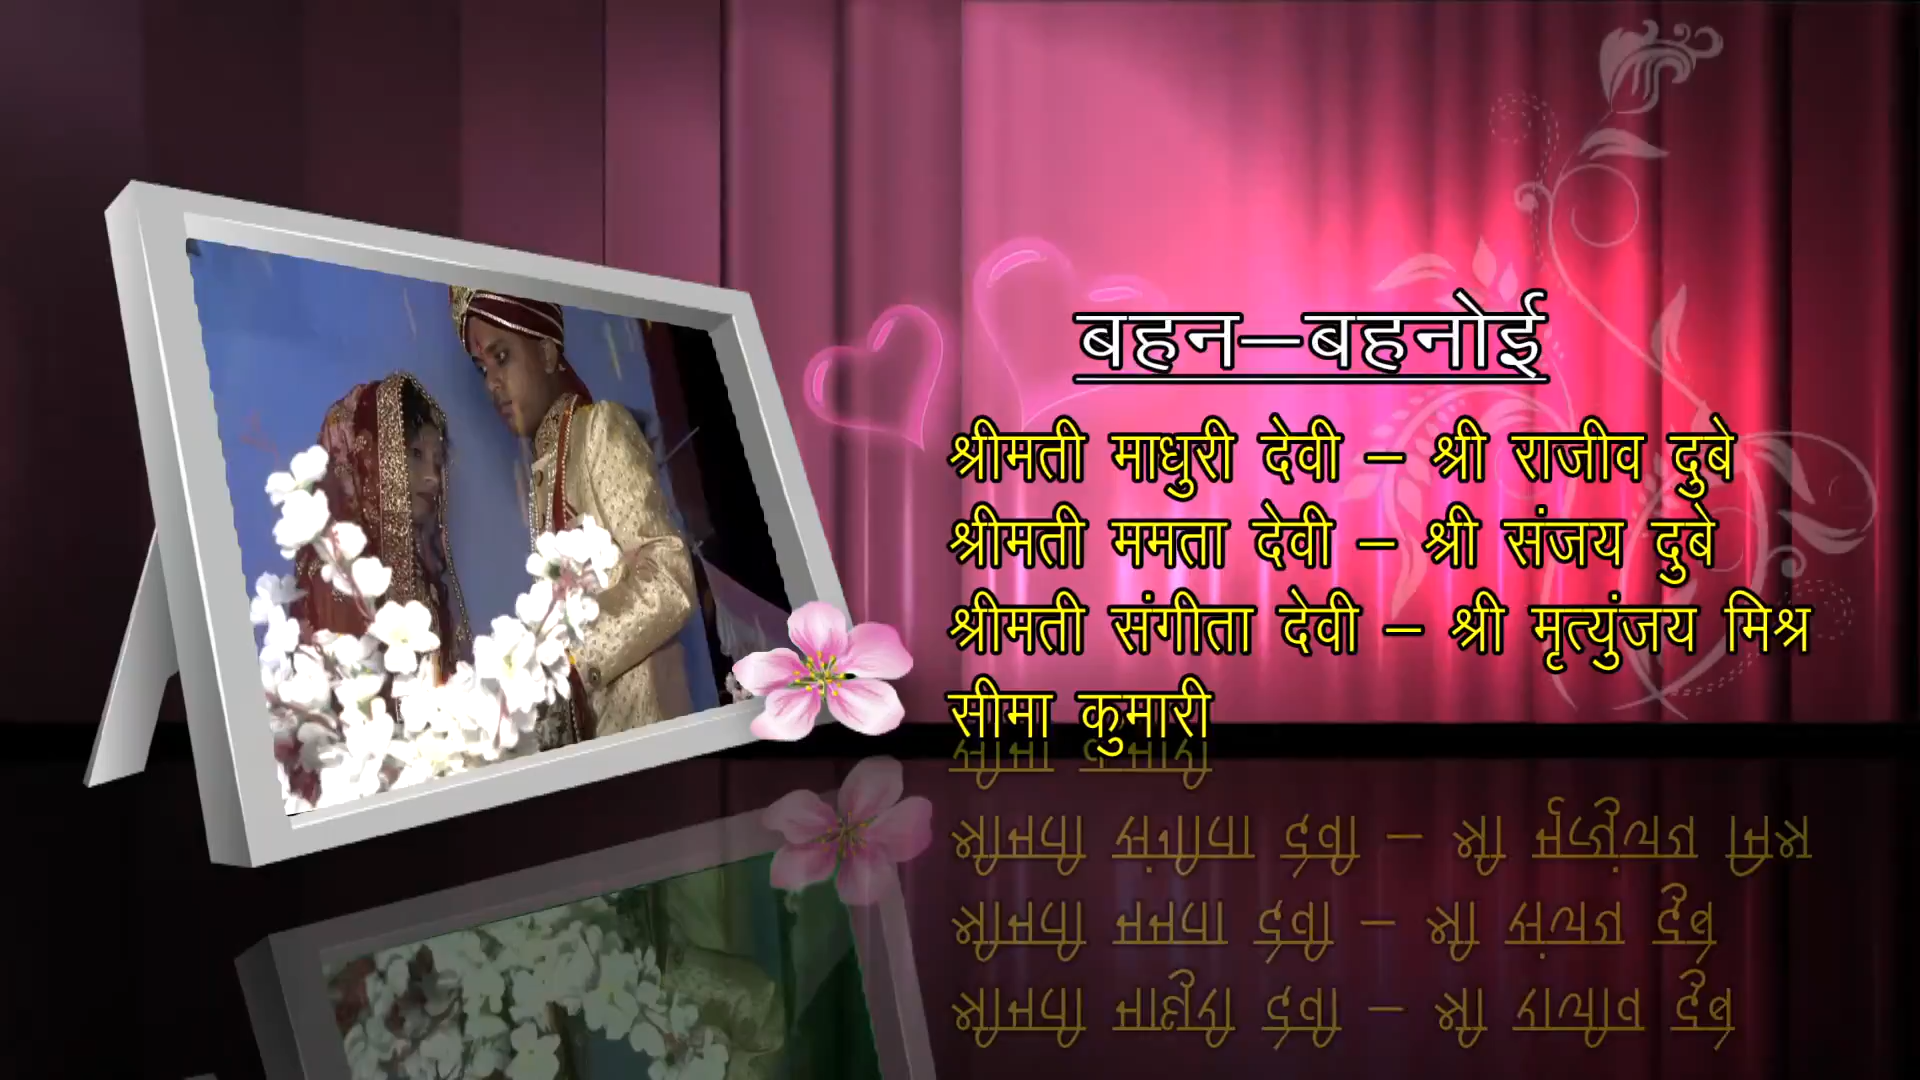 बहन–बहनोई
श्रीमती माधुरी देवी – श्री राजीव दुबे
श्रीमती ममता देवी – श्री संजय दुबे
श्रीमती संगीता देवी – श्री मृत्युंजय मिश्र
सीमा कुमारी